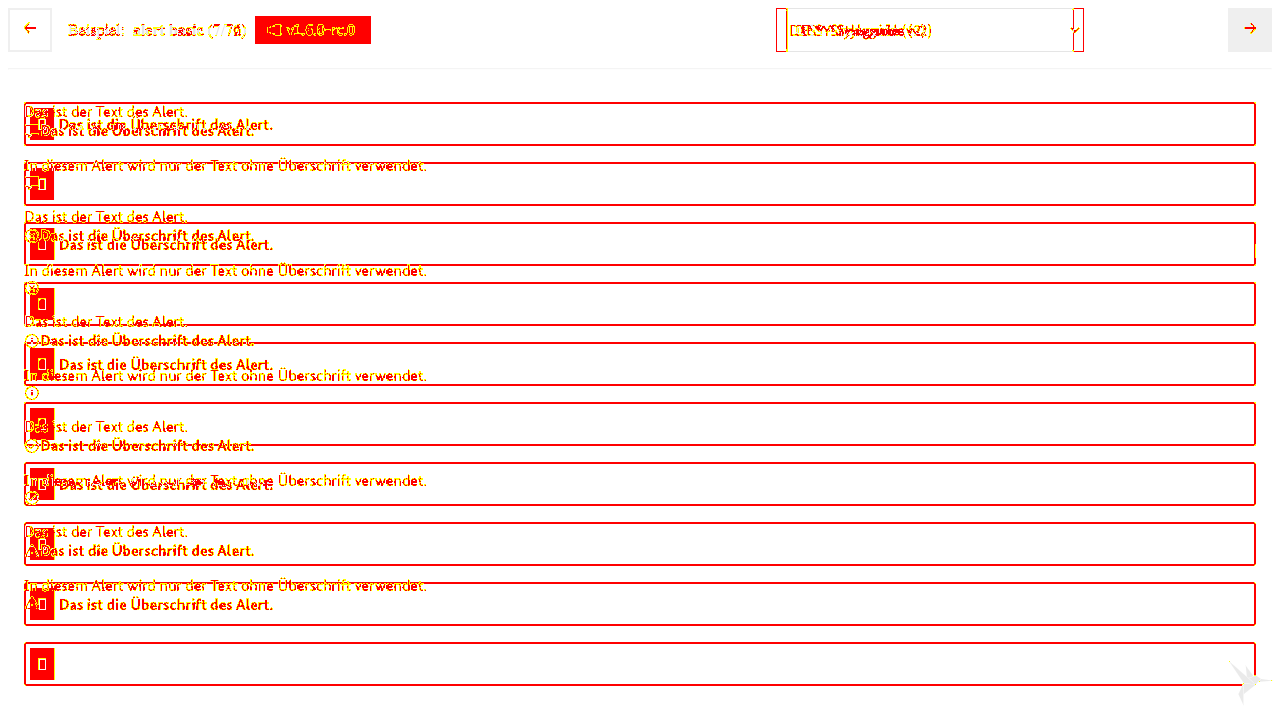 Beispiel: alert basic v1.6.0-rc.0
Das ist der Text des Alert.
Das ist die Überschrift des Alert.
Das ist die Überschrift des Alert.
In diesem Alert wird nur der Text ohne Überschrift verwendet.
Das ist der Text des Alert.
Das ist die Überschrift des Alert.
Das ist die Überschrift des Alert.
In diesem Alert wird nur der Text ohne Überschrift verwendet.
Das ist der Text des Alert.
Das ist die Überschrift des Alert.
Das ist die Überschrift des Alert.
In diesem Alert wird nur der Text ohne Überschrift verwendet.
Das ist der Text des Alert.
Das ist die Überschrift des Alert.
In diesem Alert wird nur der Text ohne Überschrift verwendet.
Das ist die Überschrift des Alert.
Das ist der Text des Alert.
Das ist die Überschrift des Alert.
In diesem Alert wird nur der Text ohne Überschrift verwendet.
Das ist die Überschrift des Alert.